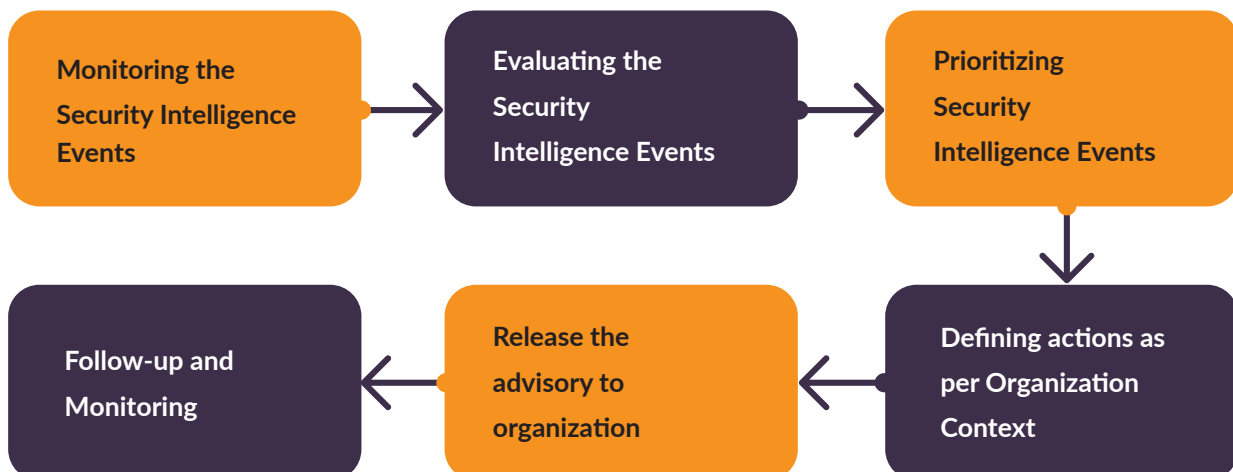 Monitoring the
Security Intelligence
Events
Evaluating the
Security
Intelligence Events
Prioritizing
Security
Intelligence Events
Defining actions as
per Organization
Context
Release the
advisory to
organization
Follow-up and
Monitoring